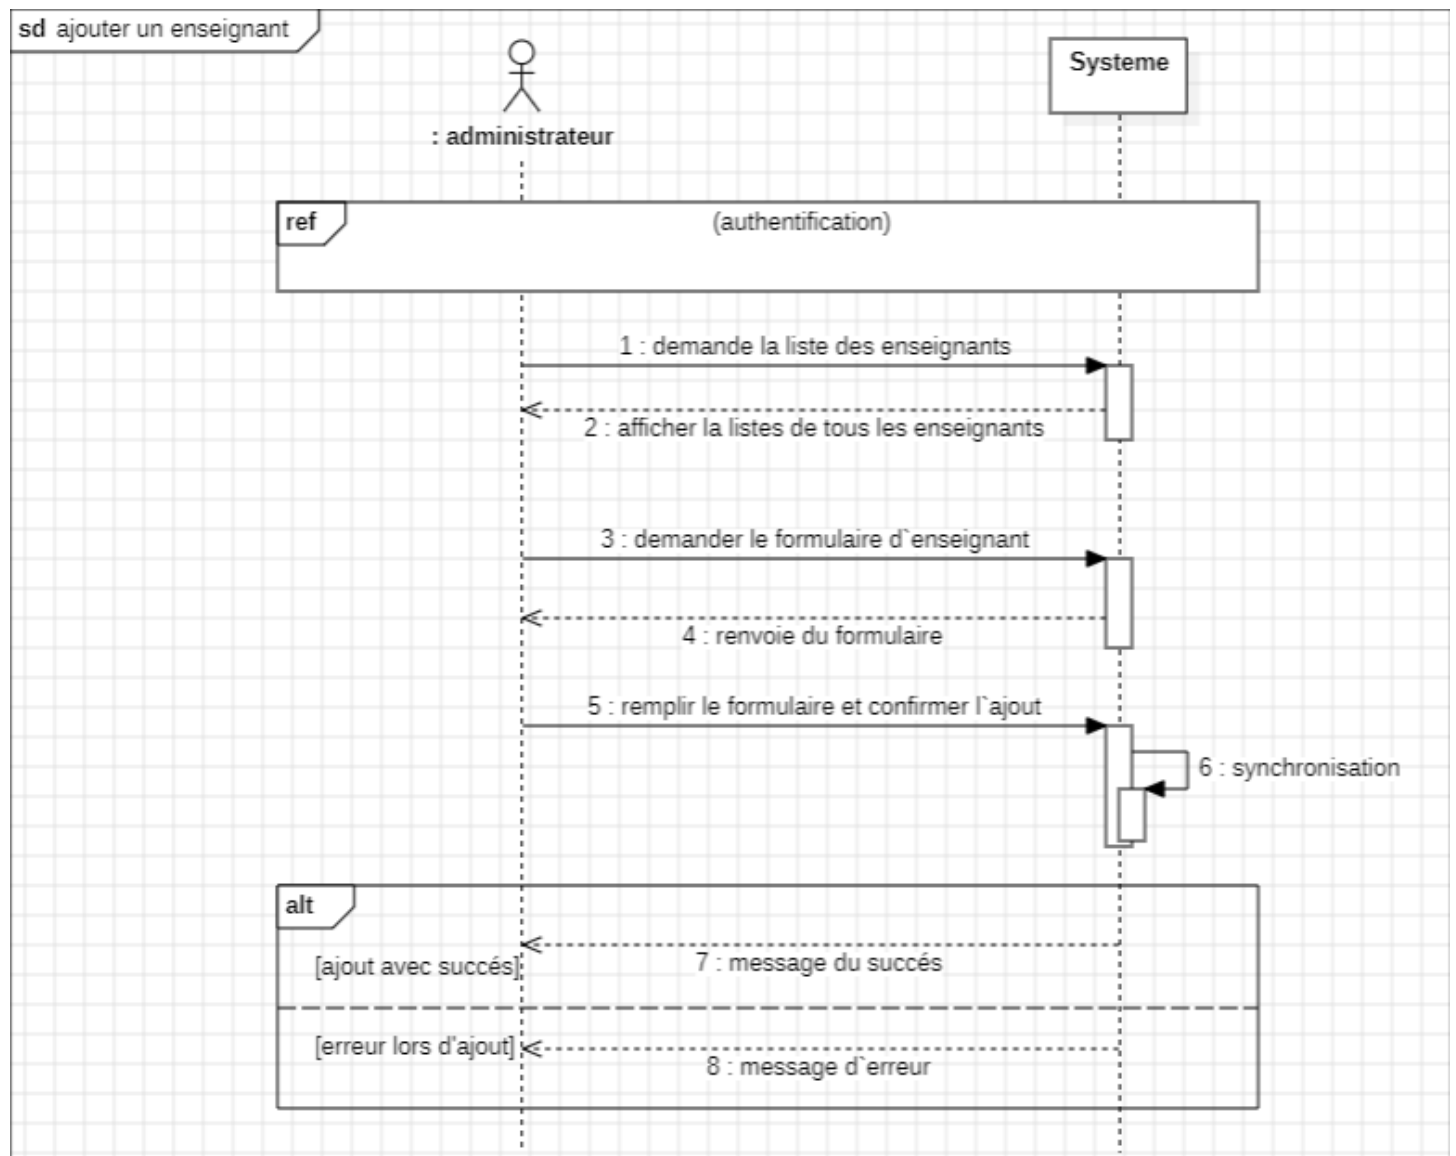 sd ajouter un enseignant
Systeme
: administrateur
ref
(authentification)
1 : demande la liste des enseignants
2 : afficher la listes de tous les enseignants
3 : demander le formulaire d`enseignant
4 : renvoie du formulaire
5 : remplir le formulaire et confirmer l`ajout
6 : synchronisation
alt
[ajout avec succés]
7 : message du succés
[erreur lors d'ajout]
8 : message d`erreur